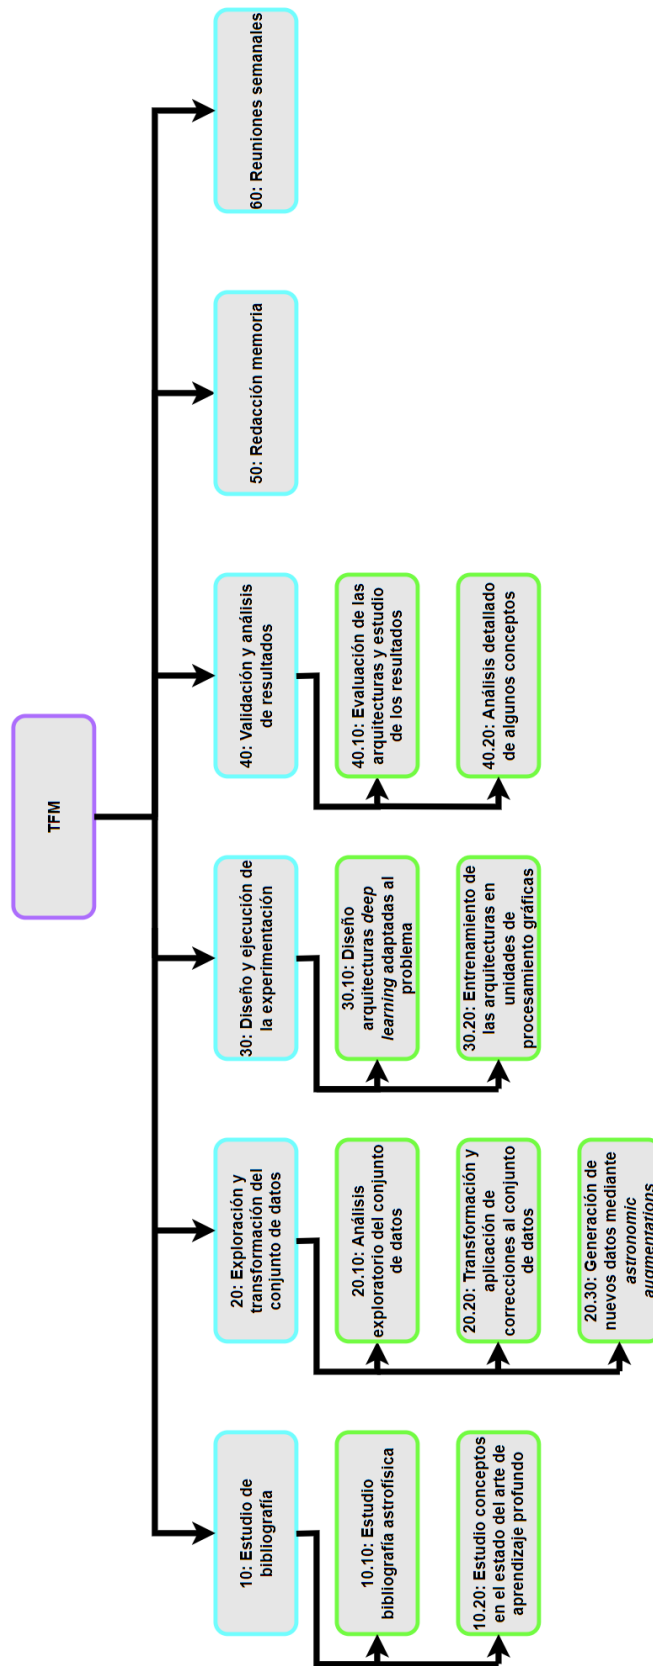 TFM
10: Estudio de
bibliografía
10.10: Estudio
bibliografía astrofísica
10.20: Estudio conceptos
en el estado del arte de
aprendizaje profundo
20: Exploración y
transformación del
conjunto de datos
20.10: Análisis
exploratorio del conjunto
de datos
20.20: Transformación y
aplicación de
correcciones al conjunto
de datos
20.30: Generación de
nuevos datos mediante
astronomic
augmentations
30: Diseño y ejecución de
la experimentación
30.10: Diseño
arquitecturas deep
learning adaptadas al
problema
30.20: Entrenamiento de
las arquitecturas en
unidades de
procesamiento gráficas
40: Validación y análisis
de resultados
40.10: Evaluación de las
arquitecturas y estudio
de los resultados
40.20: Análisis detallado
de algunos conceptos
50: Redacción memoria
60: Reuniones semanales